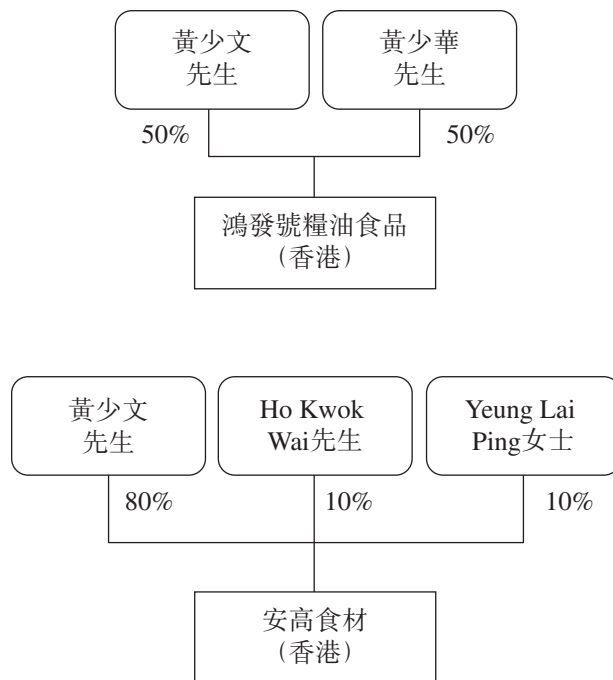 黃少文
先生
黃少華
先生
50%
50%
鴻發號糧油食品
（香港）
黃少文
先生
Ho Kwok
Wai先生
Yeung Lai
Ping女士
80%
10%
10%
安高食材
（香港）